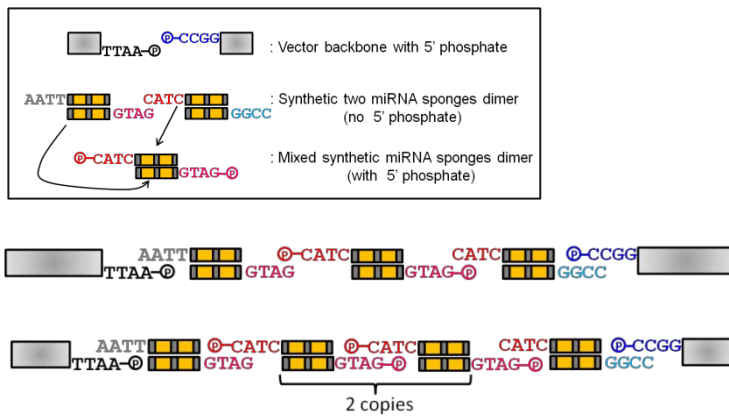 TTAA-P P-CCGG : Vector backbone with 5' phosphate
AATT GTAG CATC GGCC : Synthetic two miRNA sponges dimer
(no 5' phosphate)
P-CATC GTAG-P : Mixed synthetic miRNA sponges dimer
(with 5' phosphate)
AATT P-CATC CATC P-CCGG
TTAA-P GTAG GTAG-P GGCC
AATT P-CATC P-CATC CATC P-CCGG
TTAA-P GTAG GTAG-P GTAG-P GGCC
2 copies